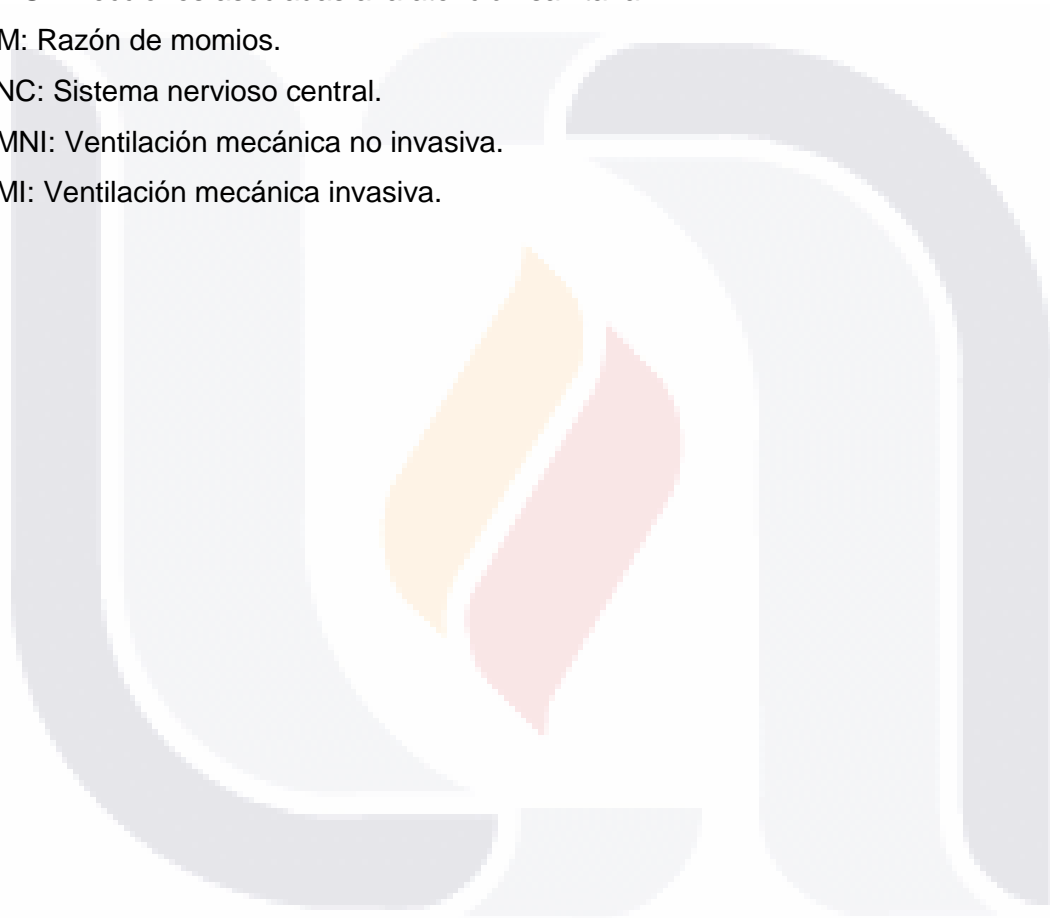 M: Razón de momios.
NC: Sistema nervioso central.
MNI: Ventilación mecánica no invasiva.
MI: Ventilación mecánica invasiva.